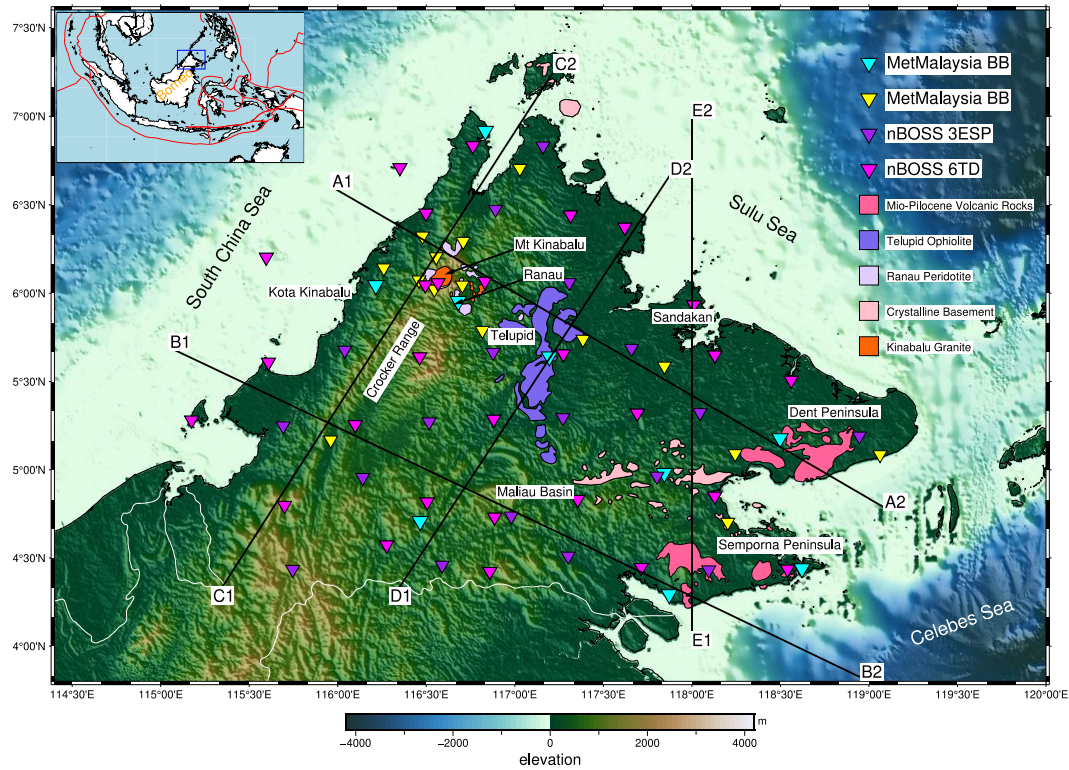 7°30'N
7°00'N
6°30'N
6°00'N
5°30'N
5°00'N
4°30'N
4°00'N
Borneo
C2
E2
D2
A1
B1
A2
C1
D1
E1
B2
MetMalaysia BB
MetMalaysia BB
nBOSS 3ESP
nBOSS 6TD
Mio-Pilocene Volcanic Rocks
Telupid Ophiolite
Ranau Peridotite
Crystalline Basement
Kinabalu Granite
South China Sea
Sulu Sea
Mt Kinabalu
Ranau
Kota Kinabalu
Sandakan
Telupid
Crocker Range
Dent Peninsula
Maliau Basin
Semporna Peninsula
Celebes Sea
114°30'E
115°00'E
115°30'E
116°00'E
116°30'E
117°00'E
117°30'E
118°00'E
118°30'E
119°00'E
119°30'E
120°00'E
m
−4000
−2000
0
2000
4000
elevation